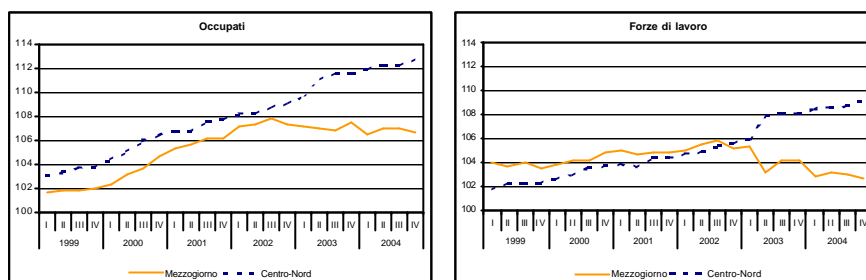 Occupati
114
112
110
108
106
104
102
100
I II III IV I II III IV I II III IV I II III IV I II III IV I II III IV
1999 2000 2001 2002 2003 2004
Mezzogiorno Centro-Nord
Forze di lavoro
114
112
110
108
106
104
102
100
I II III IV I II III IV I II III IV I II III IV I II III IV I II III IV
1999 2000 2001 2002 2003 2004
Mezzogiorno Centro-Nord